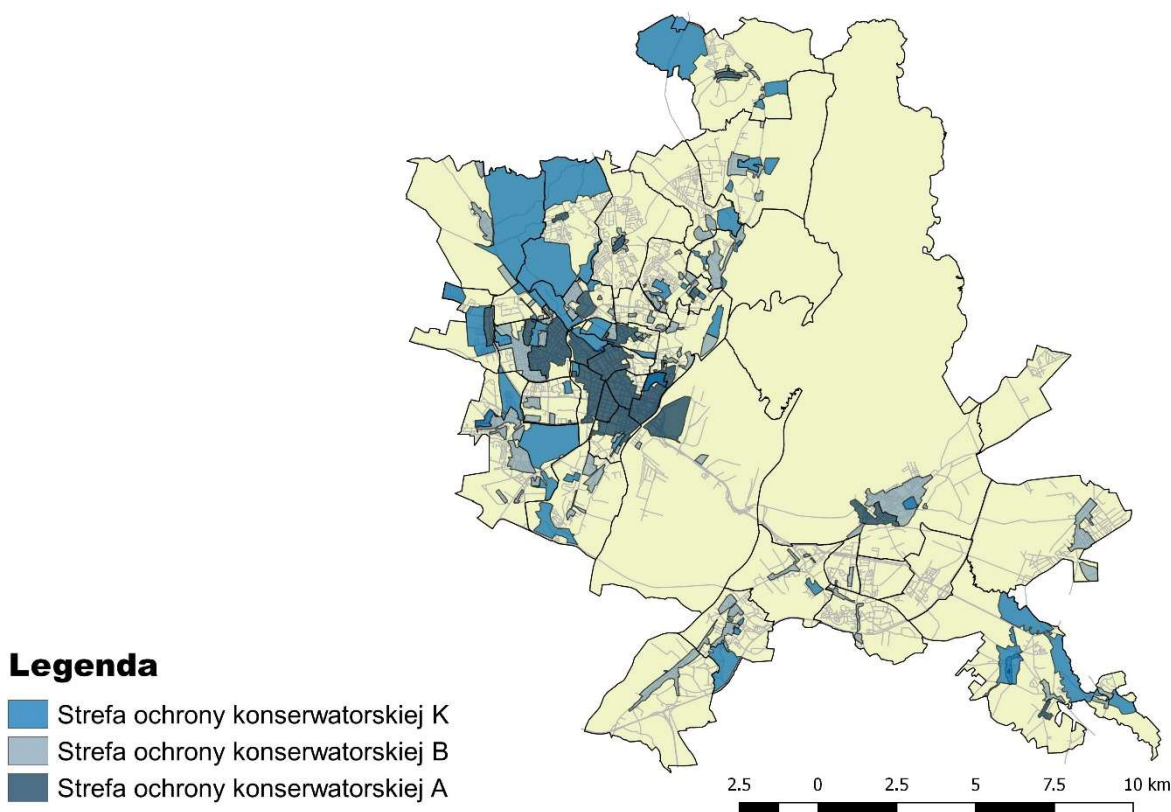 Legenda
Strefa ochrony konserwatorskiej K
Strefa ochrony konserwatorskiej B
Strefa ochrony konserwatorskiej A
2.5 0 2.5 5 7.5 10 km